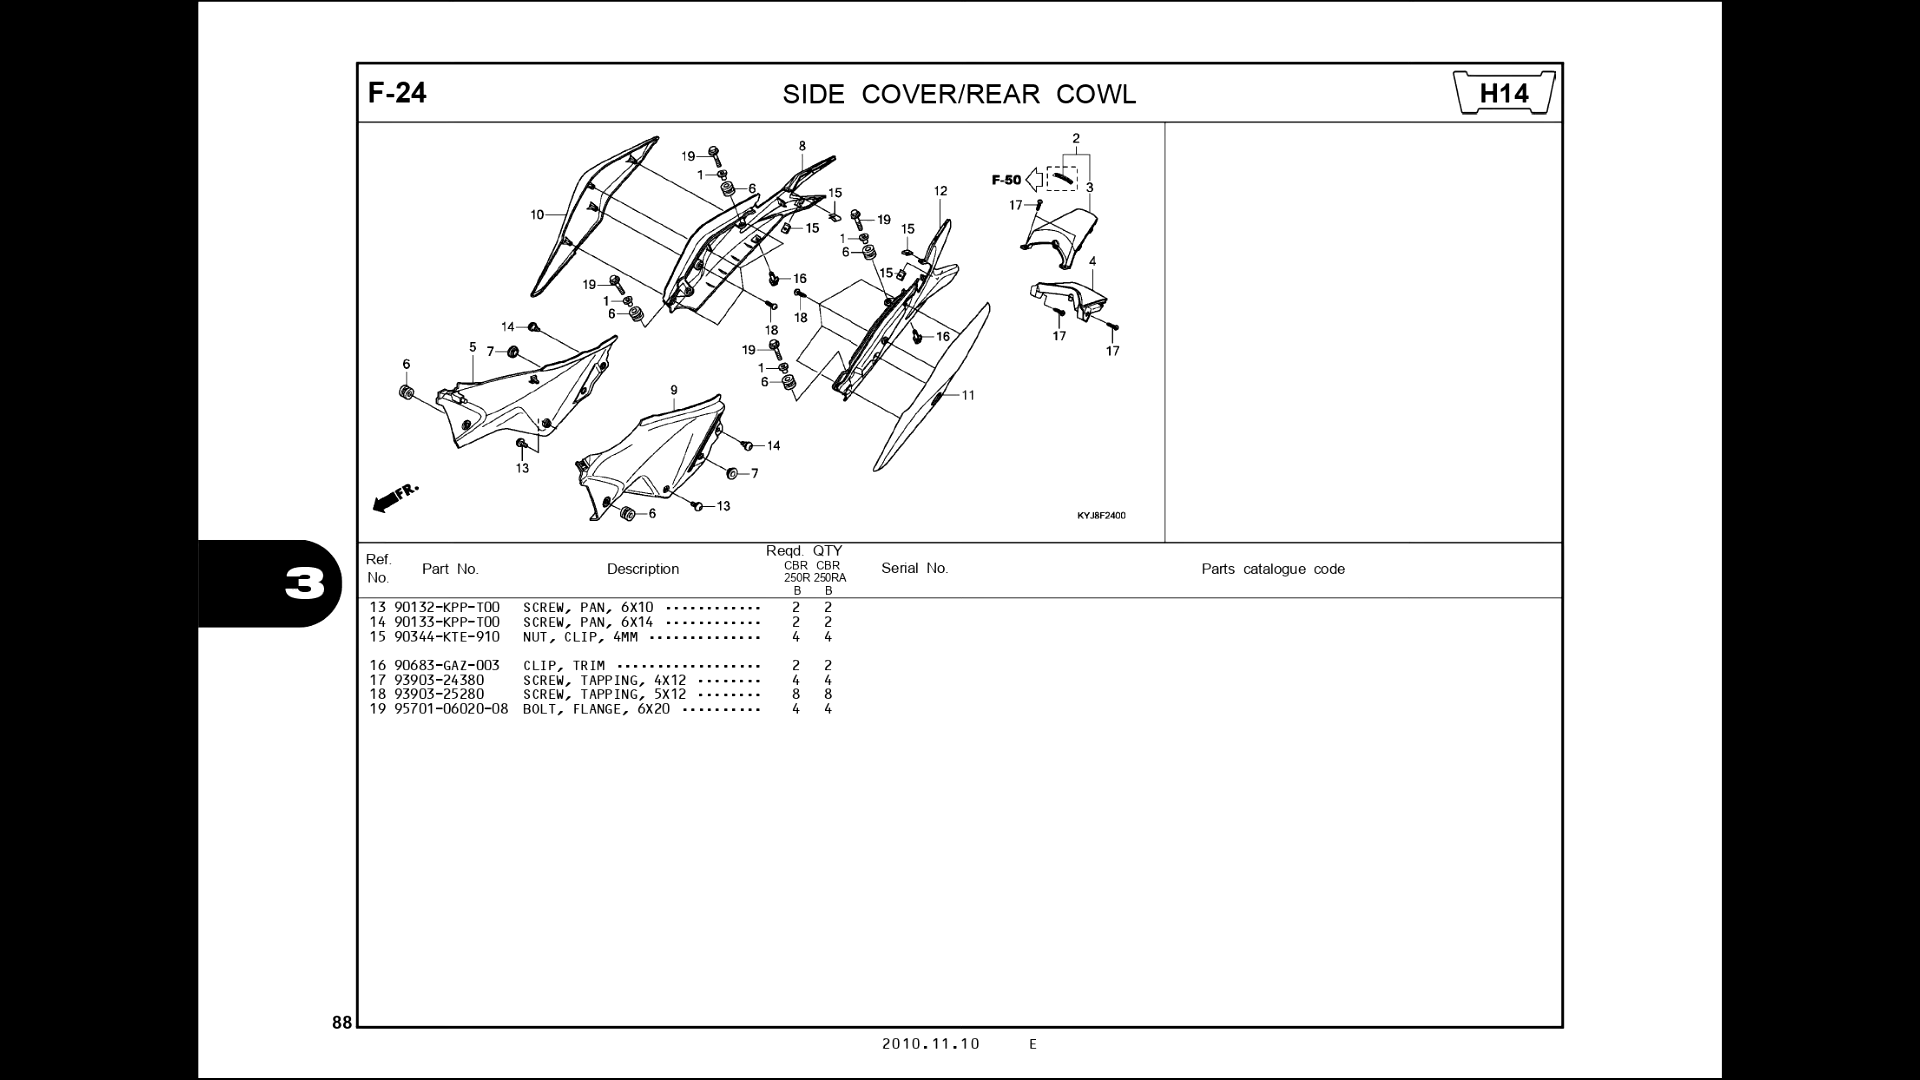 F-24 SIDE COVER/REAR COWL H14
2
19 8
1 6 F-50 3
10 15 12 17
19
15 15
1
6 15 4
16
19
1 18 18
6
14 16 17
5 7 19 17
6 1
6
9 11
14
13 7
FR. 13
6 KYJ8F2400
Ref. No. Part No. Description Reqd. QTY Serial No. Parts catalogue code
CBR CBR
250R 250RA
B B
13 90132-KPP-T00 SCREW, PAN, 6X10 ············ 2 2
14 90133-KPP-T00 SCREW, PAN, 6X14 ············ 2 2
15 90344-KTE-910 NUT, CLIP, 4MM ·············· 4 4
16 90683-GAZ-003 CLIP, TRIM ·················· 2 2
17 93903-24380 SCREW, TAPPING, 4X12 ········ 4 4
18 93903-25280 SCREW, TAPPING, 5X12 ········ 8 8
19 95701-06020-08 BOLT, FLANGE, 6X20 ·········· 4 4
3
88
2010.11.10 E